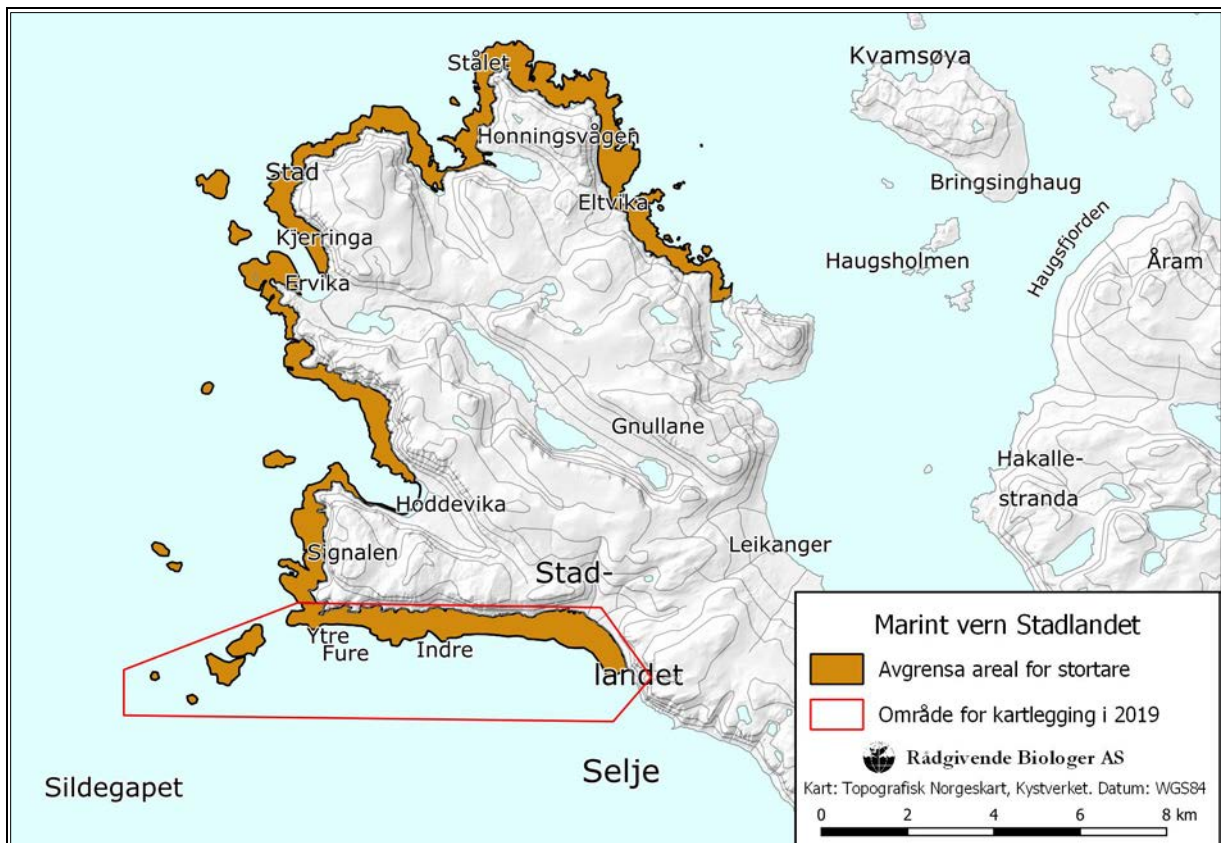 Stålet
Kvamsøya
Honningsvågen
Stad
Bringsinghaug
Eltvika
Kjerringa
Haugsfjorden
Haugsholmen
Åram
Ervika
Gnullane
Hakalle-
stranda
Hoddevika
Leikanger
Signalen
Stad-
landet
Ytre
Fure
Indre
Selje
Sildegapet
Marint vern Stadlandet
Avgrensa areal for stortare
Område for kartlegging i 2019
Rådgivende Biologer AS
Kart: Topografisk Norgeskart, Kystverket. Datum: WGS84
0 2 4 6 8 km